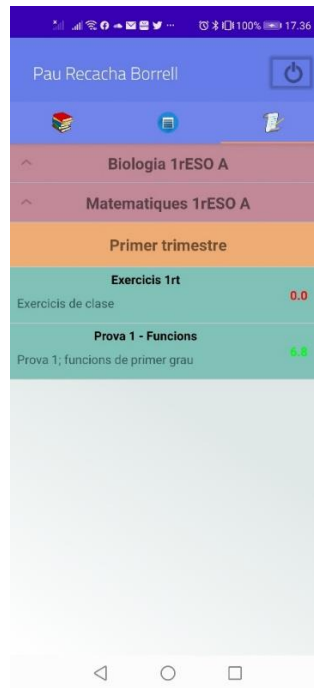 100% 17.36
Pau Recacha Borrell
Biologia 1rESO A
Matematiques 1rESO A
Primer trimestre
Exercicis 1rt
Exercicis de clase 0.0
Prova 1 - Funcions
Prova 1; funcions de primer grau 6.8